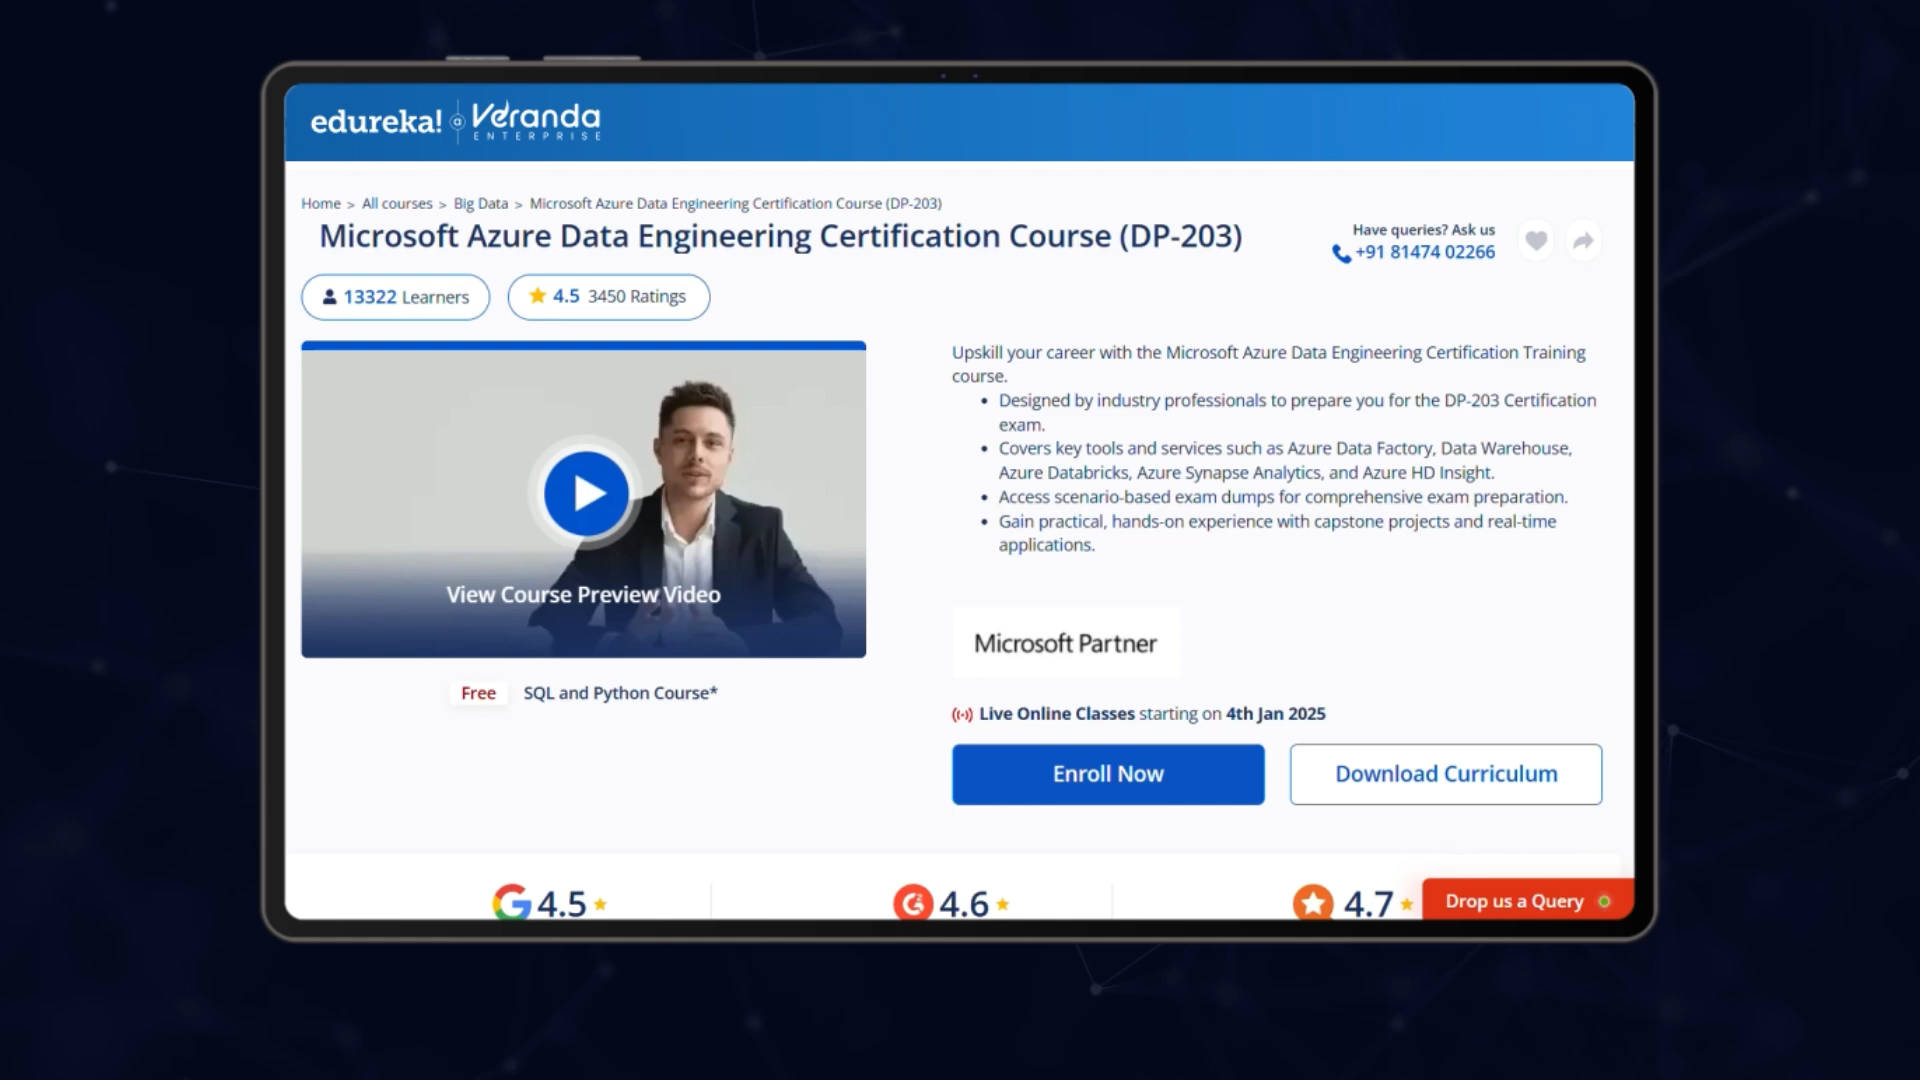 edureka! a Veranda
ENTERPRISE
Home > All courses > Big Data > Microsoft Azure Data Engineering Certification Course (DP-203)
Microsoft Azure Data Engineering Certification Course (DP-203)
Have queries? Ask us
+91 81474 02266
13322 Learners
4.5 3450 Ratings
View Course Preview Video
Free SQL and Python Course*
Upskill your career with the Microsoft Azure Data Engineering Certification Training
course.
• Designed by industry professionals to prepare you for the DP-203 Certification
exam.
• Covers key tools and services such as Azure Data Factory, Data Warehouse,
Azure Databricks, Azure Synapse Analytics, and Azure HD Insight.
• Access scenario-based exam dumps for comprehensive exam preparation.
• Gain practical, hands-on experience with capstone projects and real-time
applications.
Microsoft Partner
Live Online Classes starting on 4th Jan 2025
Enroll Now
Download Curriculum
4.5
4.6
4.7
Drop us a Query